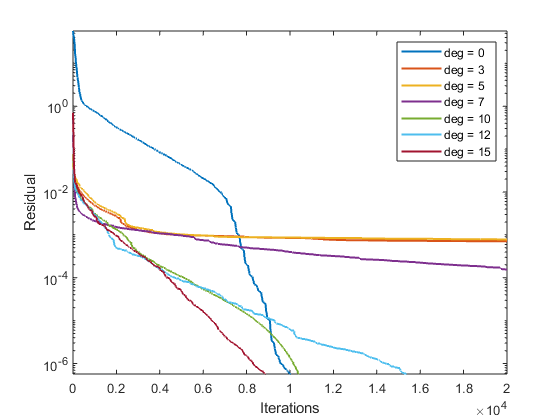 deg = 0
deg = 3
deg = 5
deg = 7
deg = 10
deg = 12
deg = 15
10^0
10^-2
10^-4
10^-6
Residual
0 0.2 0.4 0.6 0.8 1 1.2 1.4 1.6 1.8 2
Iterations
×10^4